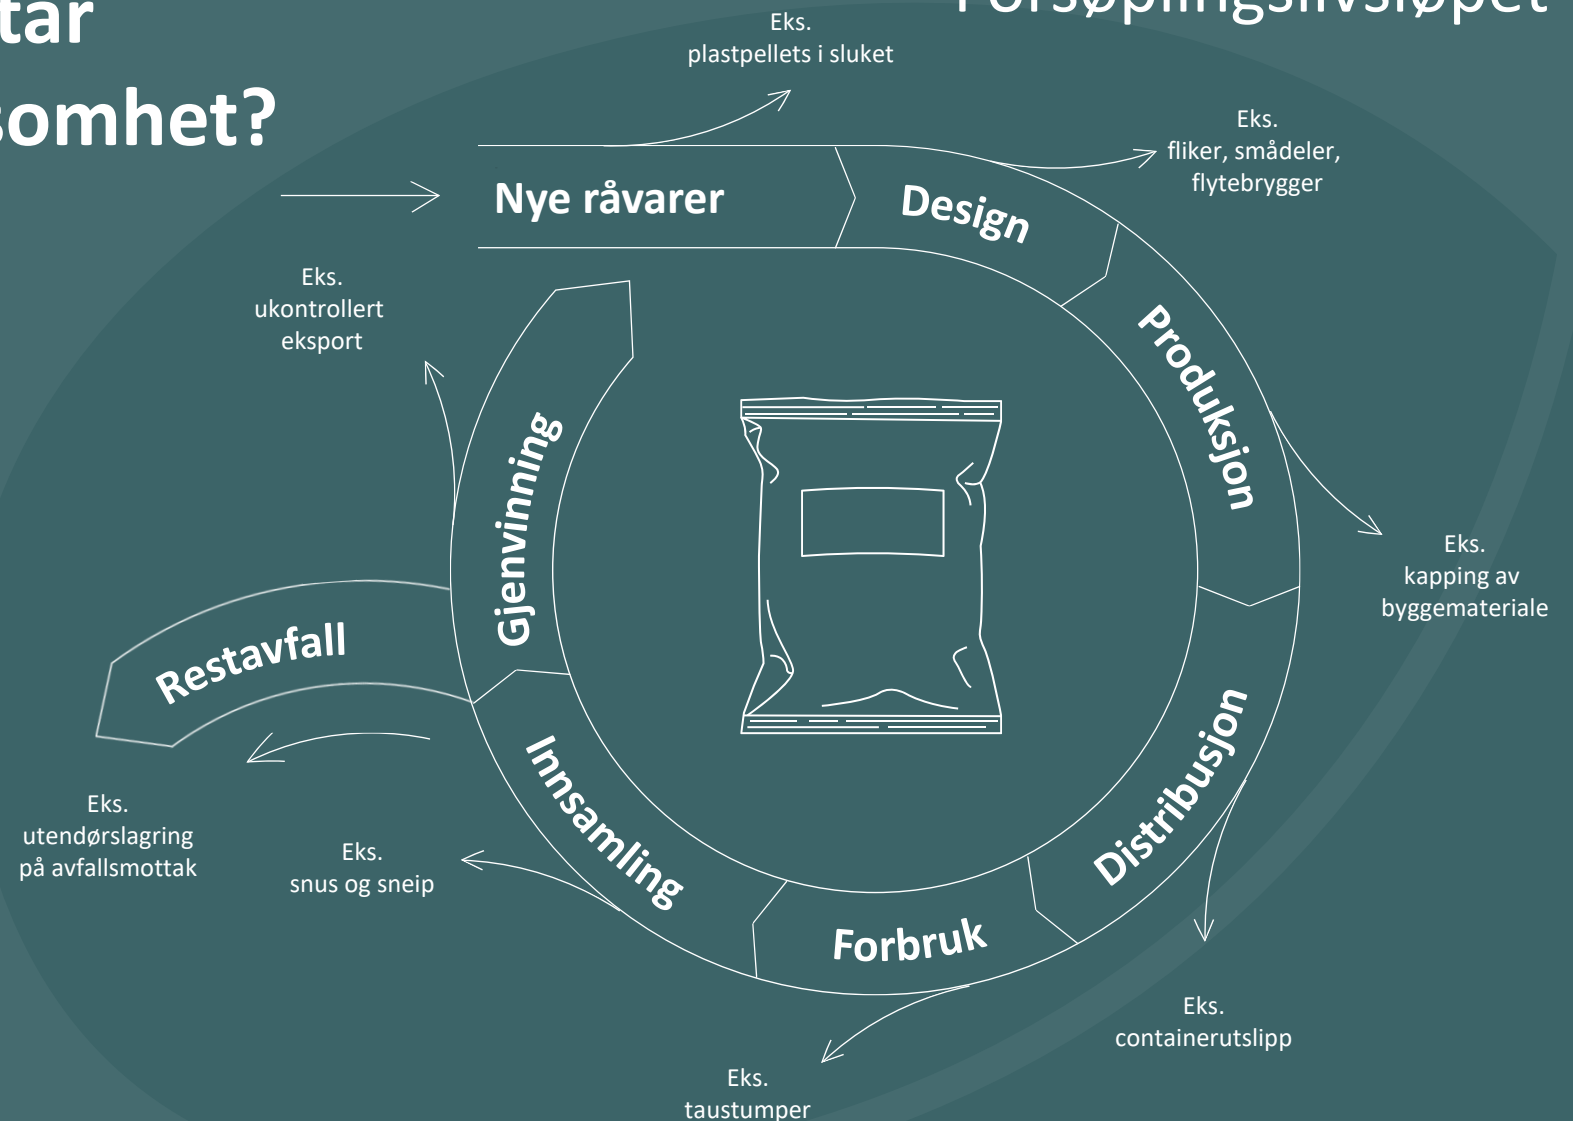 Forsøplingslivsløpet
Eks.
plastpellets i sluket
Eks.
fliker, smådeler,
flytebrygger
Nye råvarer
Design
Produksjon
Eks.
ukontrollert
eksport
Gjenvinning
Eks.
kapping av
byggemateriale
Restavfall
Distribusjon
Innsamling
Eks.
utendørslagring
på avfallsmottak
Eks.
snus og sneip
Forbruk
Eks.
containerutslipp
Eks.
taustumper